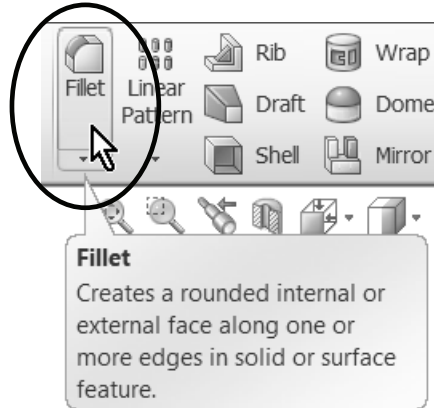 Fillet
Linear
Pattern
Rib
Draft
Shell
Wrap
Dome
Mirror
Fillet
Creates a rounded internal or
external face along one or
more edges in solid or surface
feature.